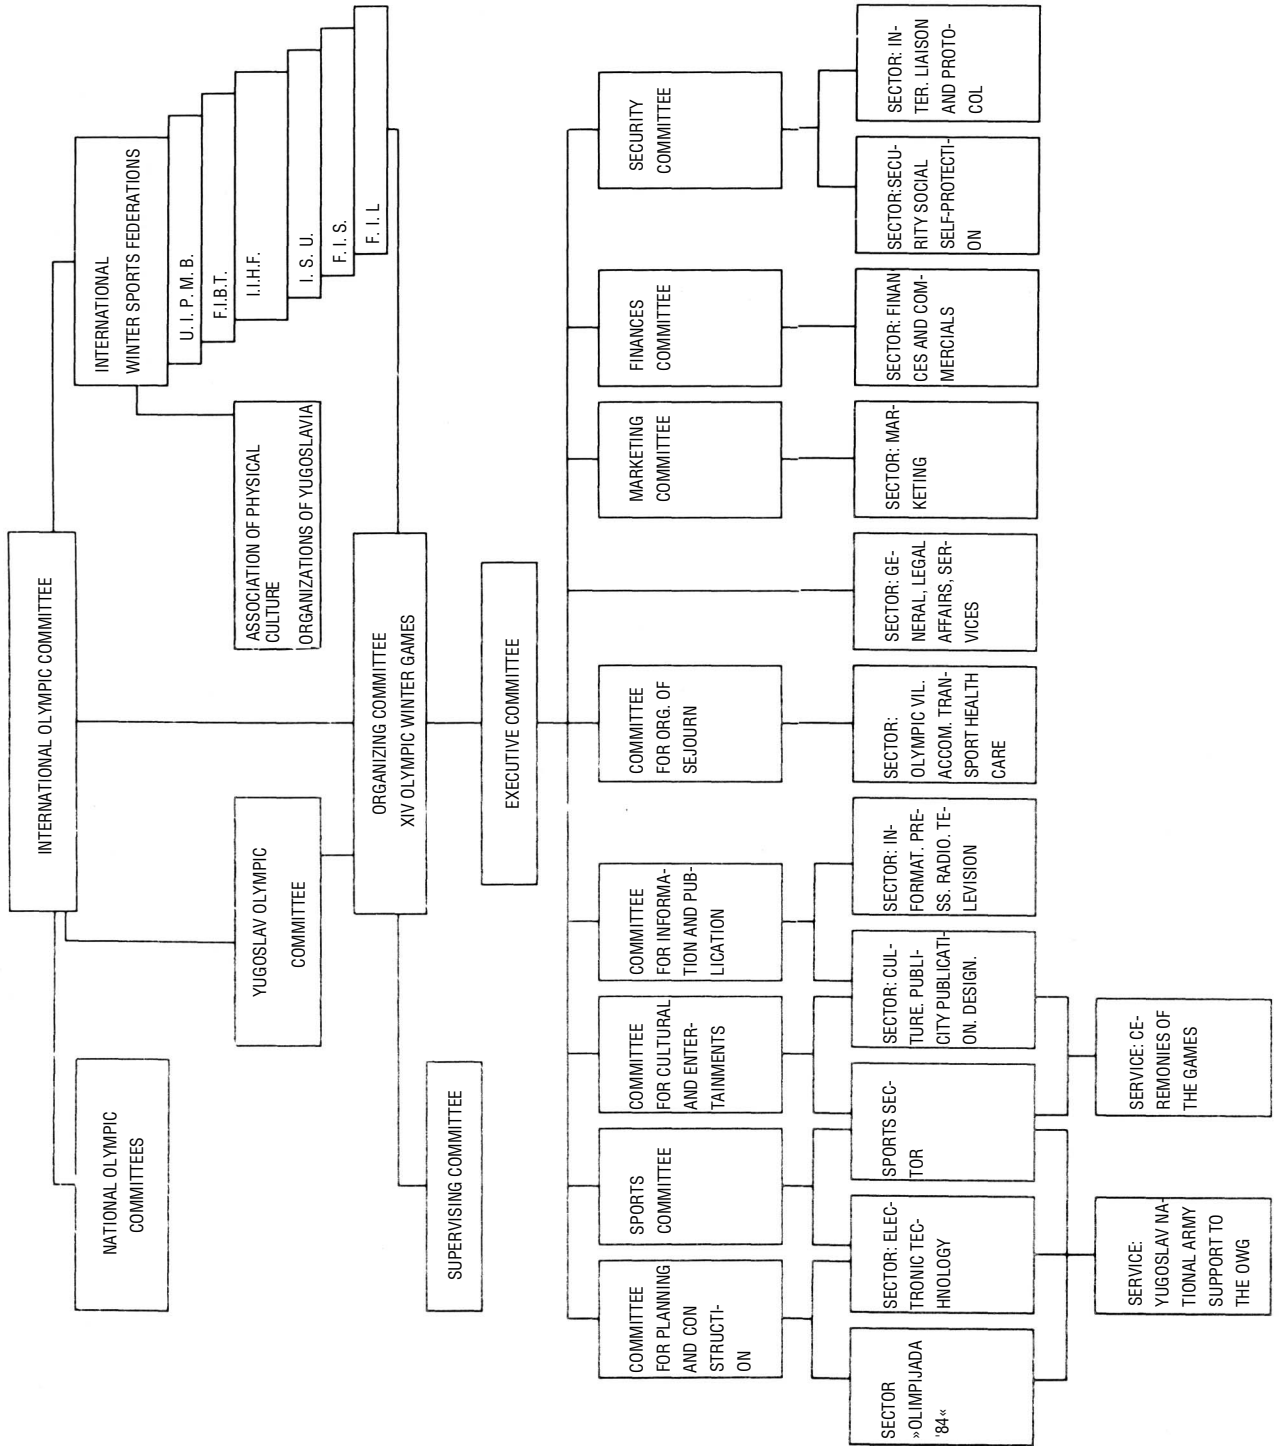 INTERNATIONAL OLYMPIC COMMITTEE
NATIONAL OLYMPIC
COMMITTEES
YUGOSLAV OLYMPIC
COMMITTEE
INTERNATIONAL
WINTER SPORTS FEDERATIONS
U. I. P. M. B.
F.I.B.T.
I.I.H.F.
I. S. U.
F. I. S.
F. I. L
ASSOCIATION OF PHYSICAL
CULTURE
ORGANIZATIONS OF YUGOSLAVIA
ORGANIZING COMMITTEE
XIV OLYMPIC WINTER GAMES
SUPERVISING COMMITTEE
EXECUTIVE COMMITTEE
COMMITTEE
FOR PLANNING
AND CON
STRUCTI-
ON
SPORTS
COMMITTEE
COMMITTEE
FOR CULTURAL
AND ENTER-
TAINMENTS
COMMITTEE
FOR INFORMA-
TION AND PUB-
LICATION
COMMITTEE
FOR ORG. OF
SEJOURN
MARKETING
COMMITTEE
FINANCES
COMMITTEE
SECURITY
COMMITTEE
SECTOR
»OLIMPIJADA
'84«
SECTOR: ELEC-
TRONIC TEC-
HNOLOGY
SPORTS SEC-
TOR
SECTOR: CUL-
TURE. PUBLI-
CITY PUBLICATI-
ON. DESIGN.
SECTOR: IN-
FORMAT. PRE-
SS. RADIO. TE-
LEVISION
SECTOR:
OLYMPIC VIL.
ACCOM. TRAN-
SPORT HEALTH
CARE
SECTOR: GE-
NERAL, LEGAL
AFFAIRS, SER-
VICES
SECTOR: MAR-
KETING
SECTOR: FINAN
CES AND COM-
MERCIALS
SECTOR:SECU-
RITY SOCIAL
SELF-PROTECTI-
ON
SECTOR: IN-
TER. LIAISON
AND PROTO-
COL
SERVICE:
YUGOSLAV NA-
TIONAL ARMY
SUPPORT TO
THE OWG
SERVICE: CE-
REMONIES OF
THE GAMES